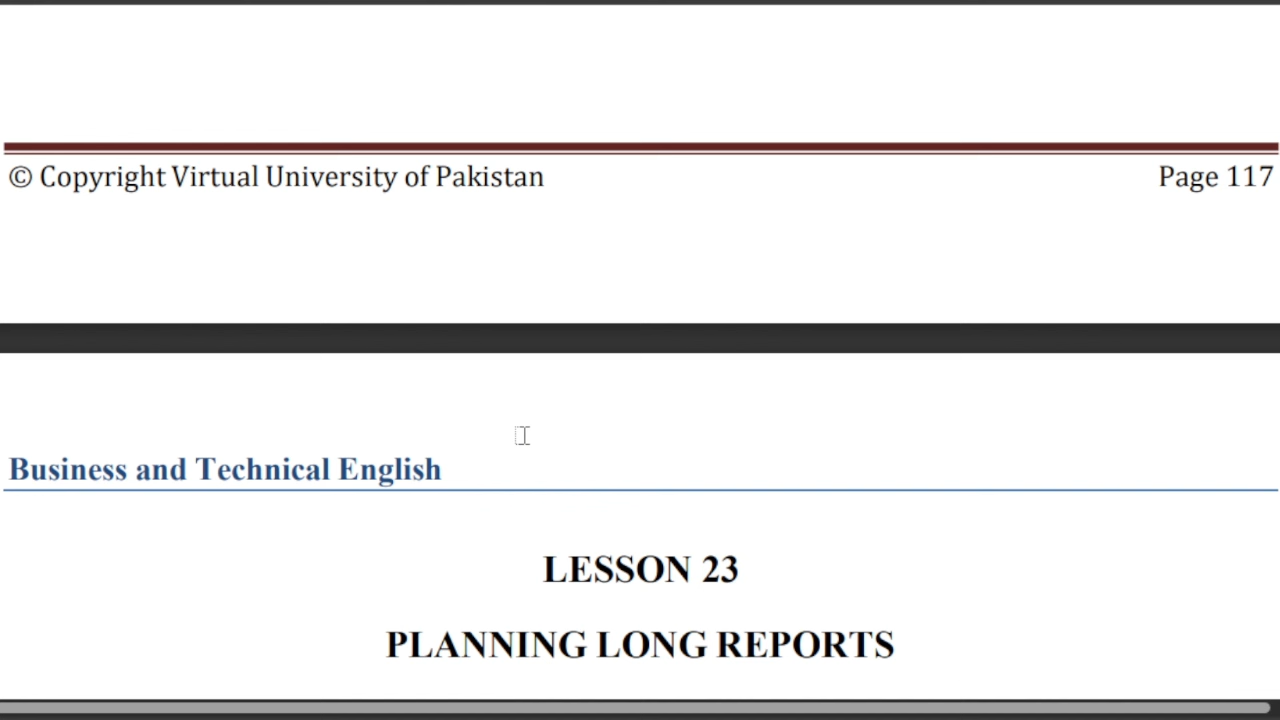 © Copyright Virtual University of Pakistan Page 117
Business and Technical English
LESSON 23
PLANNING LONG REPORTS